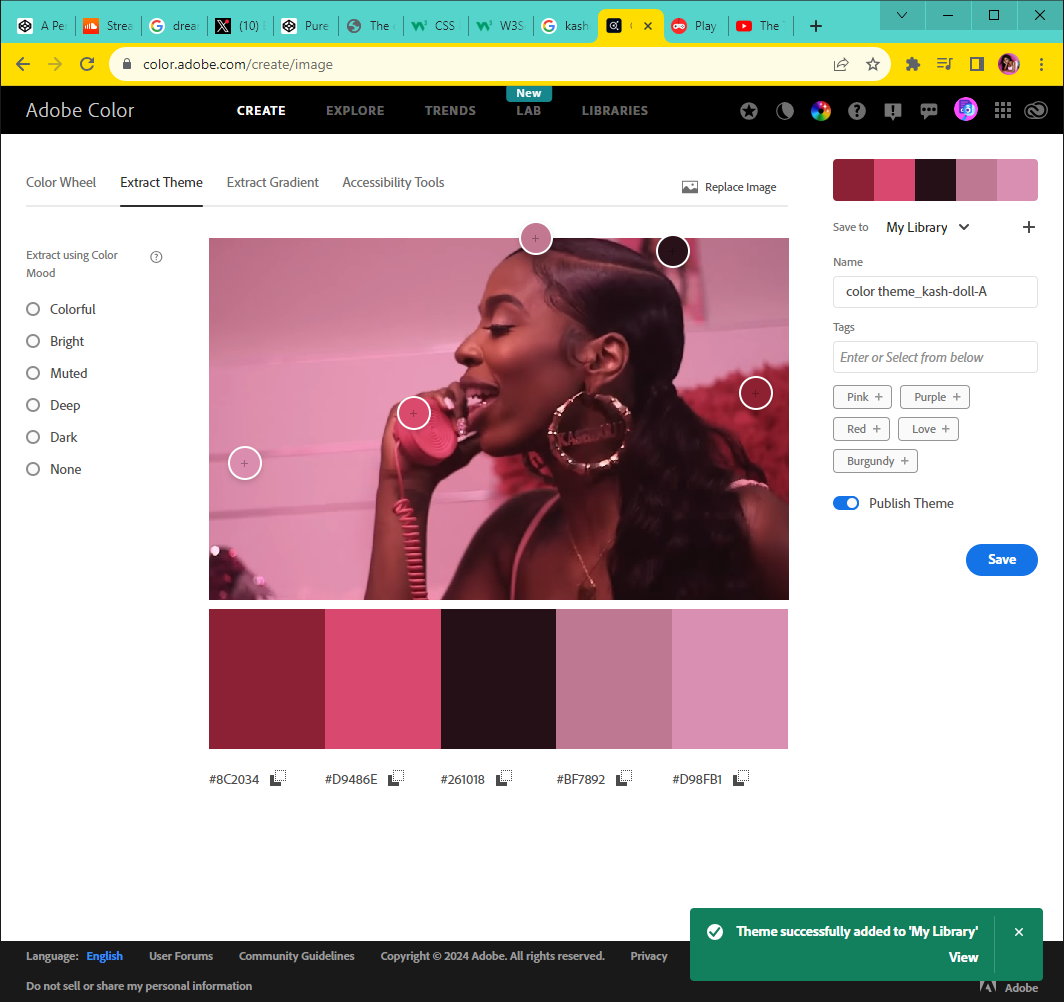 A Pe
Strea
drea
(10)
Pure
The
CSS
W3S
kash
Play
The
color.adobe.com/create/image
New
Adobe Color
CREATE
EXPLORE
TRENDS
LAB
LIBRARIES
Color Wheel
Extract Theme
Extract Gradient
Accessibility Tools
Replace Image
Save to
My Library
Name
color theme_kash-doll-A
Tags
Enter or Select from below
Pink +
Purple +
Red +
Love +
Burgundy +
Publish Theme
Save
Extract using Color
Mood
Colorful
Bright
Muted
Deep
Dark
None
#8C2034
#D9486E
#261018
#BF7892
#D98FB1
Theme successfully added to 'My Library'
View
Language: English
User Forums
Community Guidelines
Copyright © 2024 Adobe. All rights reserved.
Privacy
Do not sell or share my personal information
Adobe